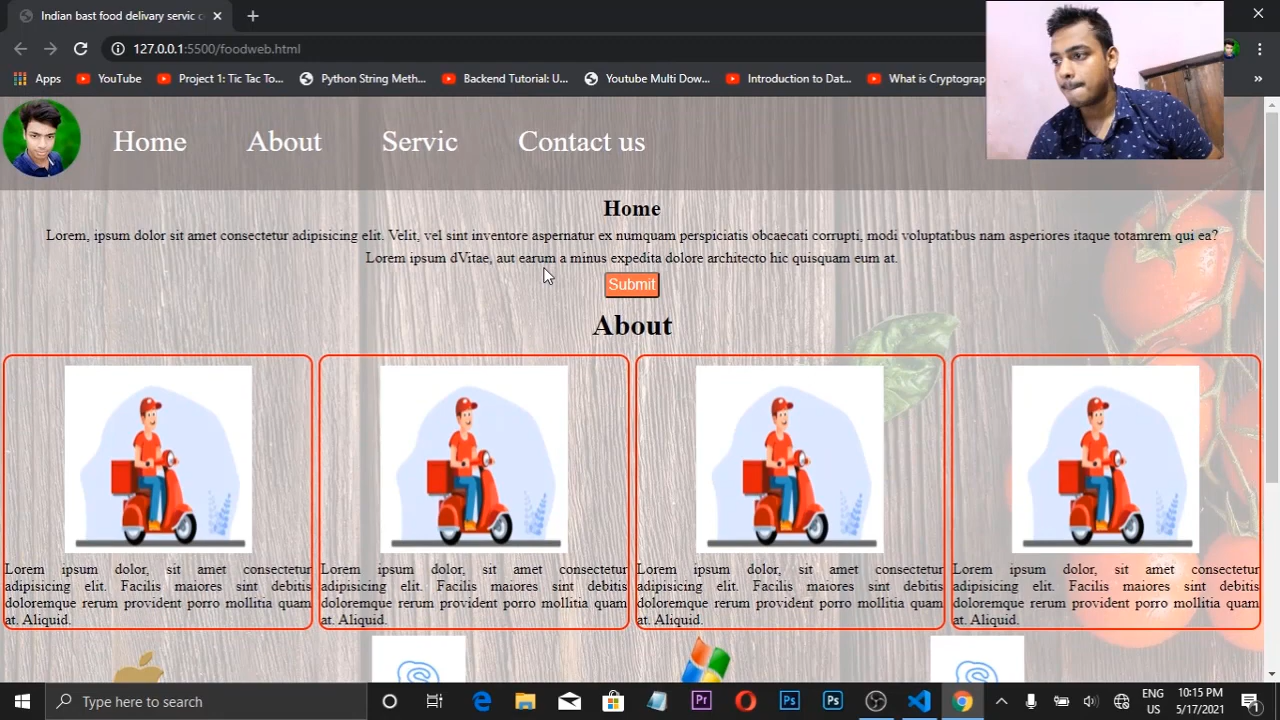 Indian bast food delivery servic c
127.0.0.1:5500/foodweb.html
Apps
YouTube
Project 1: Tic Tac To...
Python String Meth...
Backend Tutorial: U...
Youtube Multi Dow...
Introduction to Dat...
What is Cryptograp
Home
About
Servic
Contact us
Home
Lorem, ipsum dolor sit amet consectetur adipisicing elit. Velit, vel sint inventore aspernatur ex numquam perspiciatis obcaecati corrupti, modi voluptatibus nam asperiores itaque totamrem qui ea?
Lorem ipsum dVitae, aut earum a minus expedita dolore architecto hic quisquam eum at.
Submit
About
Lorem ipsum dolor, sit amet consectetur
adipisicing elit. Facilis maiores sint debitis
doloremque rerum provident porro mollitia quam
at. Aliquid.
Lorem ipsum dolor, sit amet consectetur
adipisicing elit. Facilis maiores sint debitis
doloremque rerum provident porro mollitia quam
at. Aliquid.
Lorem ipsum dolor, sit amet consectetur
adipisicing elit. Facilis maiores sint debitis
doloremque rerum provident porro mollitia quam
at. Aliquid.
Lorem ipsum dolor, sit amet consectetur
adipisicing elit. Facilis maiores sint debitis
doloremque rerum provident porro mollitia quam
at. Aliquid.
Type here to search
Pr
Ps
Ps
ENG
US
10:15 PM
5/17/2021
1